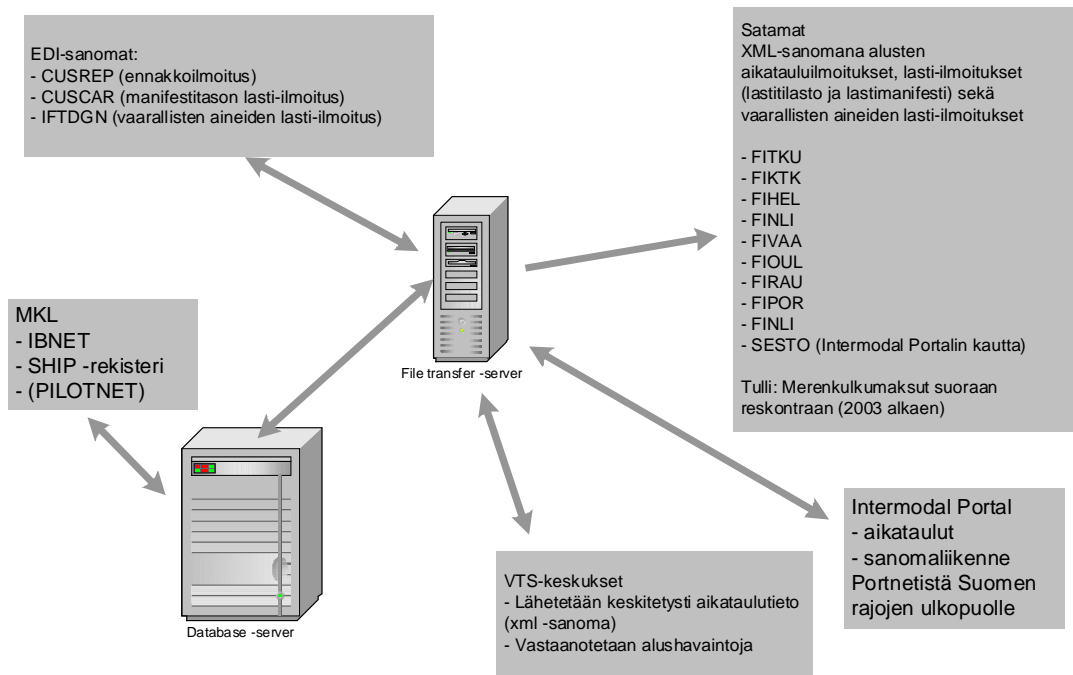 EDI-sanomat:
- CUSREP (ennakkoilmoitus)
- CUSCAR (manifestitason lasti-ilmoitus)
- IFTDGN (vaarallisten aineiden lasti-ilmoitus)
Satamat
XML-sanomana alusten
aikatauluilmoitukset, lasti-ilmoitukset
(lastitilasto ja lastimanifesti) sekä
vaarallisten aineiden lasti-ilmoitukset
- FITKU
- FIKTK
- FIHEL
- FINLI
- FIVAA
- FIOUL
- FIRAU
- FIPOR
- FINLI
- SESTO (Intermodal Portalin kautta)
Tulli: Merenkulkumaksut suoraan
reskontraan (2003 alkaen)
MKL
- IBNET
- SHIP -rekisteri
- (PILOTNET)
File transfer -server
Database -server
VTS-keskukset
- Lähetetään keskitetysti aikataulutieto
(xml -sanoma)
- Vastaanotetaan alushavaintoja
Intermodal Portal
- aikataulut
- sanomaliikenne
Portnetistä Suomen
rajojen ulkopuolle